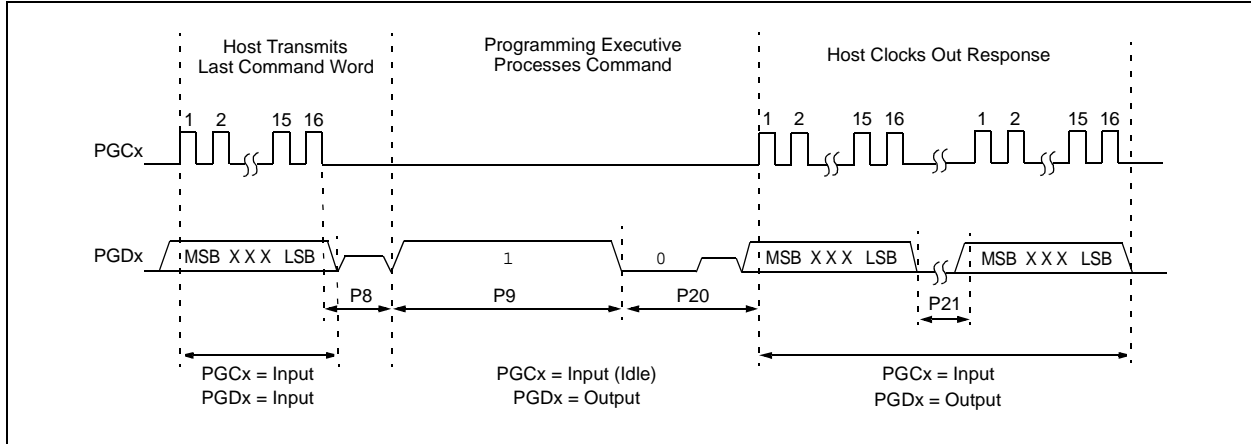 Host Transmits
Last Command Word
Programming Executive
Processes Command
Host Clocks Out Response
1 2 15 16
1 2 15 16
1 2 15 16
PGCx
PGDx
MSB X X X LSB
1
0
MSB X X X LSB
MSB X X X LSB
P8
P9
P20
P21
PGCx = Input
PGDx = Input
PGCx = Input (Idle)
PGDx = Output
PGCx = Input
PGDx = Output